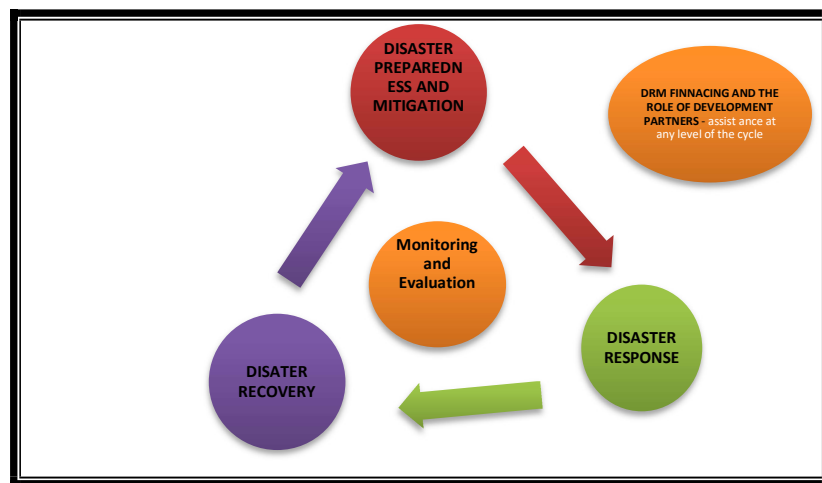 DISASTER
PREPAREDN
ESS AND
MITIGATION
DRM FINNACING AND THE
ROLE OF DEVELOPMENT
PARTNERS - assist ance at
any level of the cycle
Monitoring
and
Evaluation
DISASTER
RESPONSE
DISATER
RECOVERY